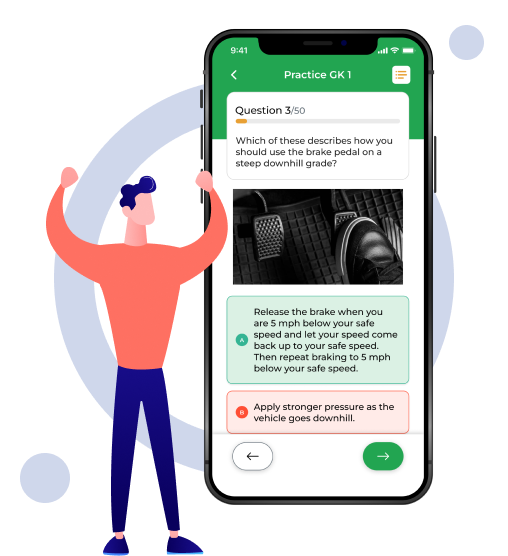 9:41
Practice GK 1
Question 3/50
Which of these describes how you
should use the brake pedal on a
steep downhill grade?
A
Release the brake when you
are 5 mph below your safe
speed and let your speed come
back up to your safe speed.
Then repeat braking to 5 mph
below your safe speed.
B
Apply stronger pressure as the
vehicle goes downhill.